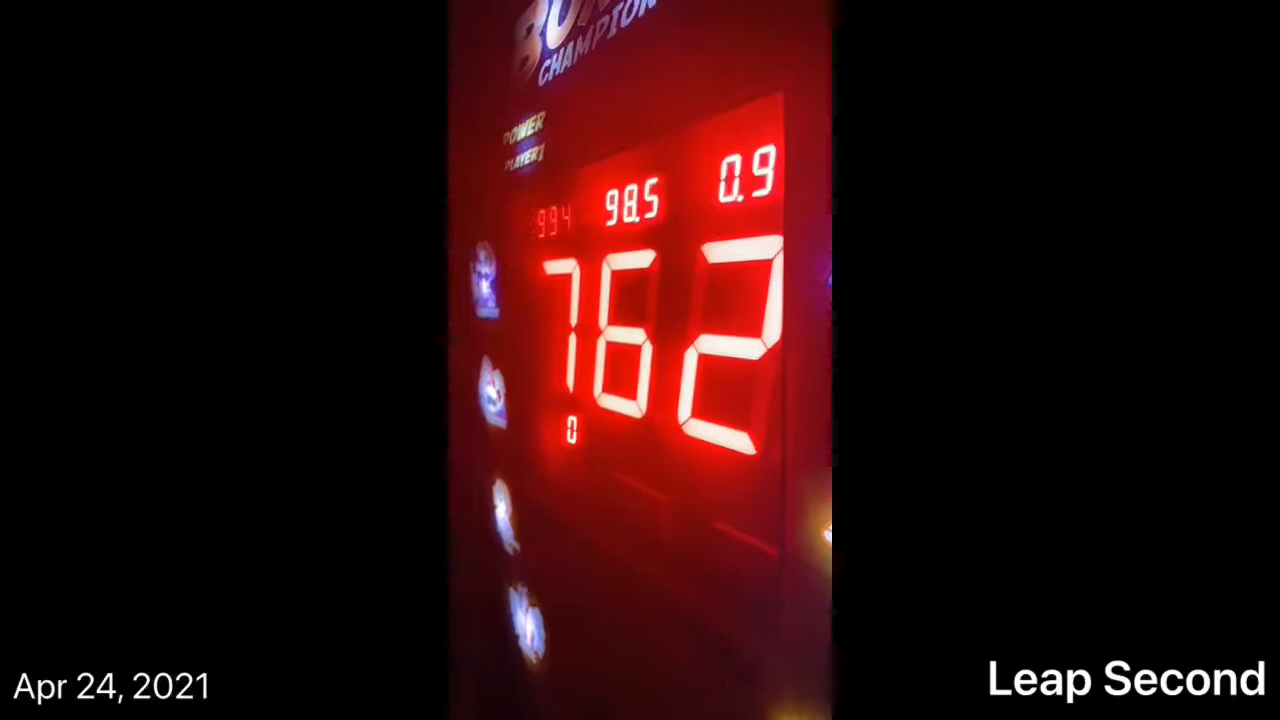 CHAMPION
POWER
PLAYER1
994 98.5 0.9
762
0
Apr 24, 2021
Leap Second